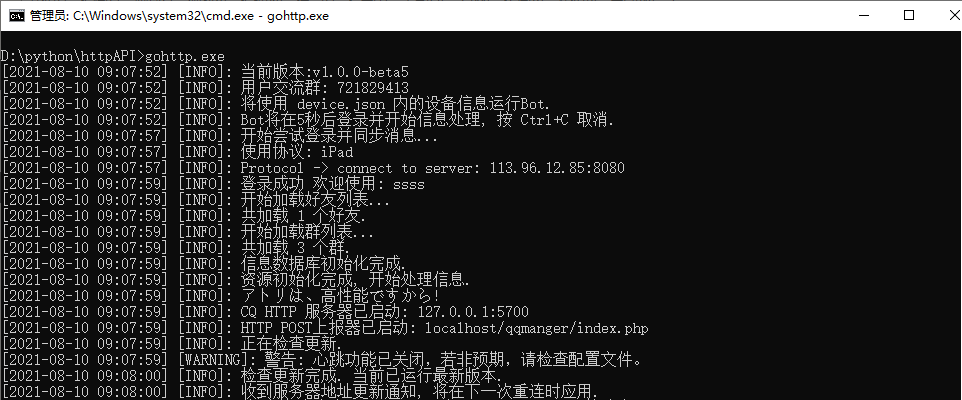 管理员: C:\Windows\system32\cmd.exe - gohttp.exe
D:\python\httpAPI>gohttp.exe
[2021-08-10 09:07:52] [INFO]: 当前版本:v1.0.0-beta5
[2021-08-10 09:07:52] [INFO]: 用户交流群: 721829413
[2021-08-10 09:07:52] [INFO]: 将使用 device.json 内的设备信息运行Bot.
[2021-08-10 09:07:52] [INFO]: Bot将在5秒后登录并开始信息处理, 按 Ctrl+C 取消.
[2021-08-10 09:07:57] [INFO]: 开始尝试登录并同步消息...
[2021-08-10 09:07:57] [INFO]: 使用协议: iPad
[2021-08-10 09:07:57] [INFO]: Protocol -> connect to server: 113.96.12.85:8080
[2021-08-10 09:07:59] [INFO]: 登录成功 欢迎使用: ssss
[2021-08-10 09:07:59] [INFO]: 开始加载好友列表...
[2021-08-10 09:07:59] [INFO]: 共加载 1 个好友.
[2021-08-10 09:07:59] [INFO]: 开始加载群列表...
[2021-08-10 09:07:59] [INFO]: 共加载 3 个群.
[2021-08-10 09:07:59] [INFO]: 信息数据库初始化完成.
[2021-08-10 09:07:59] [INFO]: 资源初始化完成, 开始处理信息.
[2021-08-10 09:07:59] [INFO]: アトリは、高性能ですから!
[2021-08-10 09:07:59] [INFO]: CQ HTTP 服务器已启动: 127.0.0.1:5700
[2021-08-10 09:07:59] [INFO]: HTTP POST上报器已启动: localhost/qqmanger/index.php
[2021-08-10 09:07:59] [INFO]: 正在检查更新.
[2021-08-10 09:07:59] [WARNING]: 警告: 心跳功能已关闭，若非预期，请检查配置文件。
[2021-08-10 09:08:00] [INFO]: 检查更新完成. 当前已运行最新版本.
[2021-08-10 09:08:00] [INFO]: 收到服务器地址更新通知, 将在下一次重连时应用.